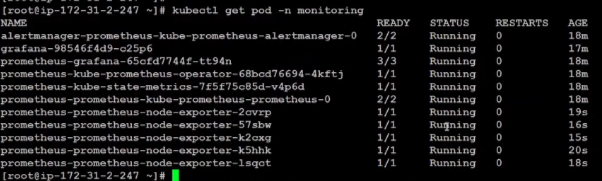 [root@ip-172-31-2-247 ~]# kubectl get pod -n monitoring
NAME READY STATUS RESTARTS AGE
alertmanager-prometheus-kube-prometheus-alertmanager-0 2/2 Running 0 18m
grafana-98546f4d9-c25p6 1/1 Running 0 17m
prometheus-grafana-65cfd7744f-tt94n 3/3 Running 0 18m
prometheus-kube-prometheus-operator-68bcd76694-4kftj 1/1 Running 0 18m
prometheus-kube-state-metrics-7f5f75c85d-v4p6d 1/1 Running 0 18m
prometheus-prometheus-kube-prometheus-prometheus-0 2/2 Running 0 18m
prometheus-prometheus-node-exporter-2cvrp 1/1 Running 0 19s
prometheus-prometheus-node-exporter-57sbw 1/1 Running 0 16s
prometheus-prometheus-node-exporter-k2cxg 1/1 Running 0 15s
prometheus-prometheus-node-exporter-k5hhk 1/1 Running 0 20s
prometheus-prometheus-node-exporter-lsqct 1/1 Running 0 18s
[root@ip-172-31-2-247 ~]#